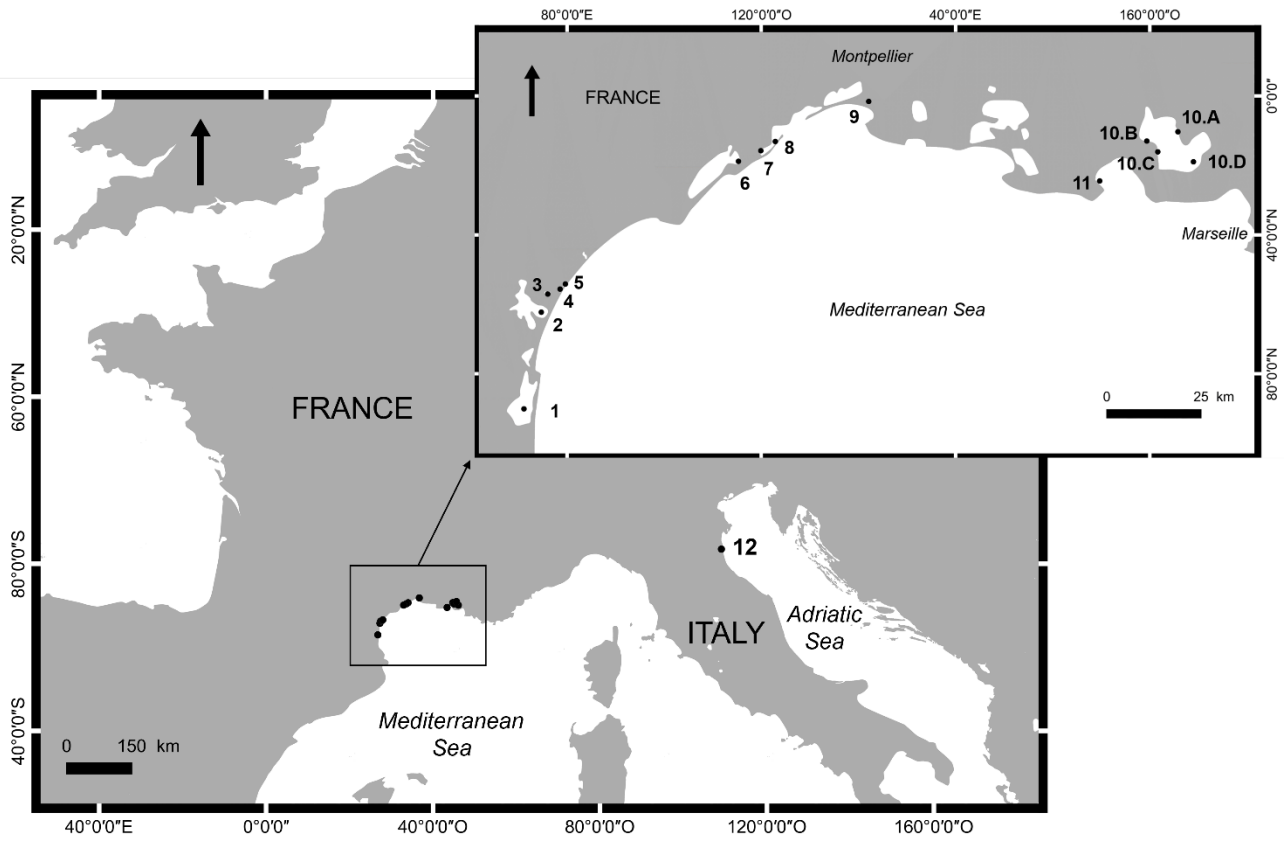 80°0'0"O
120°0'0"O
40°0'0"O
160°0'0"O
Montpellier
FRANCE
0°0'0"
9
10.A
10.B
10.C
10.D
8
7
6
11
Marseille
40°0'0"N
20°0'0"N
3
5
4
2
Mediterranean Sea
80°0'0"N
0 25 km
1
60°0'0"N
FRANCE
12
80°0'0"S
Adriatic
Sea
ITALY
Mediterranean
Sea
40°0'0"S
0 150 km
40°0'0"E
0°0'0"
40°0'0"O
80°0'0"O
120°0'0"O
160°0'0"O